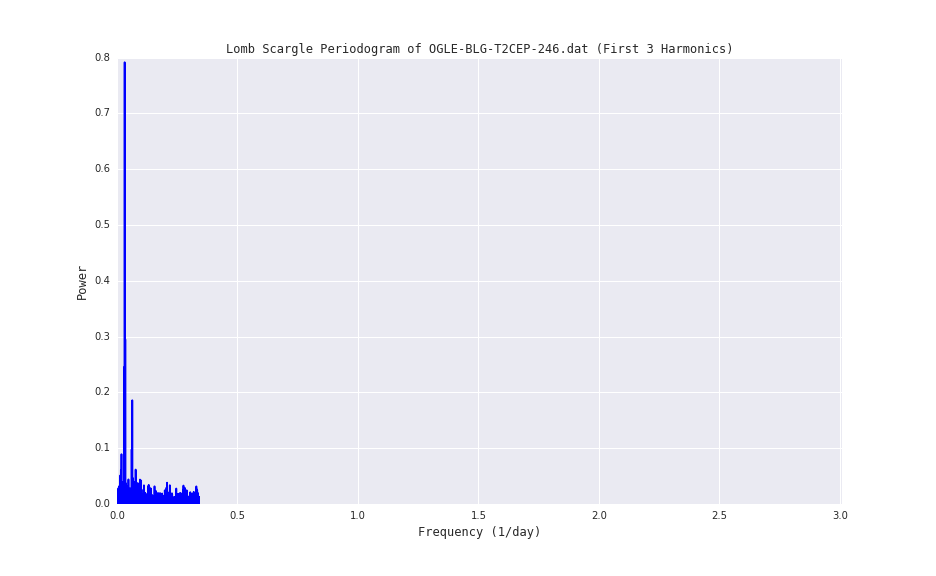 Lomb Scargle Periodogram of OGLE-BLG-T2CEP-246.dat (First 3 Harmonics)
0.8
0.7
0.6
0.5
0.4
0.3
0.2
0.1
0.0
Power
0.0 0.5 1.0 1.5 2.0 2.5 3.0
Frequency (1/day)